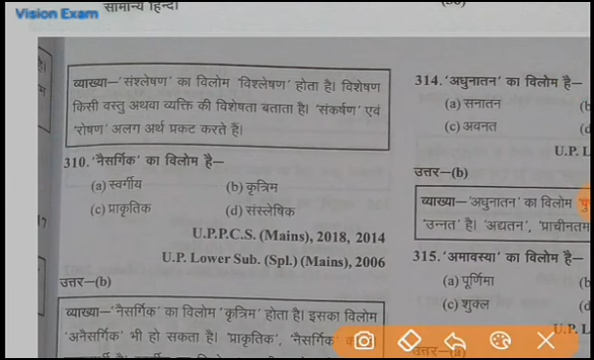 सामान्य हिन्दी
Vision Exam
व्याख्या–'संश्लेषण' का विलोम 'विश्लेषण' होता है। विशेषण
किसी वस्तु अथवा व्यक्ति की विशेषता बताता है। 'संकर्षण' एवं
'रोषण' अलग अर्थ प्रकट करते हैं।
310. 'नैसर्गिक' का विलोम है–
(a) स्वर्गीय (b) कृत्रिम
(c) प्राकृतिक (d) संस्लेषिक
U.P.P.C.S. (Mains), 2018, 2014
U.P. Lower Sub. (Spl.) (Mains), 2006
उत्तर–(b)
व्याख्या–'नैसर्गिक' का विलोम 'कृत्रिम' होता है। इसका विलोम
'अनैसर्गिक' भी हो सकता है। 'प्राकृतिक', 'नैसर्गिक'
314. 'अधुनातन' का विलोम है–
(a) सनातन (b
(c) अवनत (d
U.P. L
उत्तर–(b)
व्याख्या–'अधुनातन' का विलोम
'उन्नत' है। 'अद्यतन', 'प्राचीनतम
315. 'अमावस्या' का विलोम है–
(a) पूर्णिमा (b
(c) शुक्ल (d
U.P. L
उत्तर–(a)